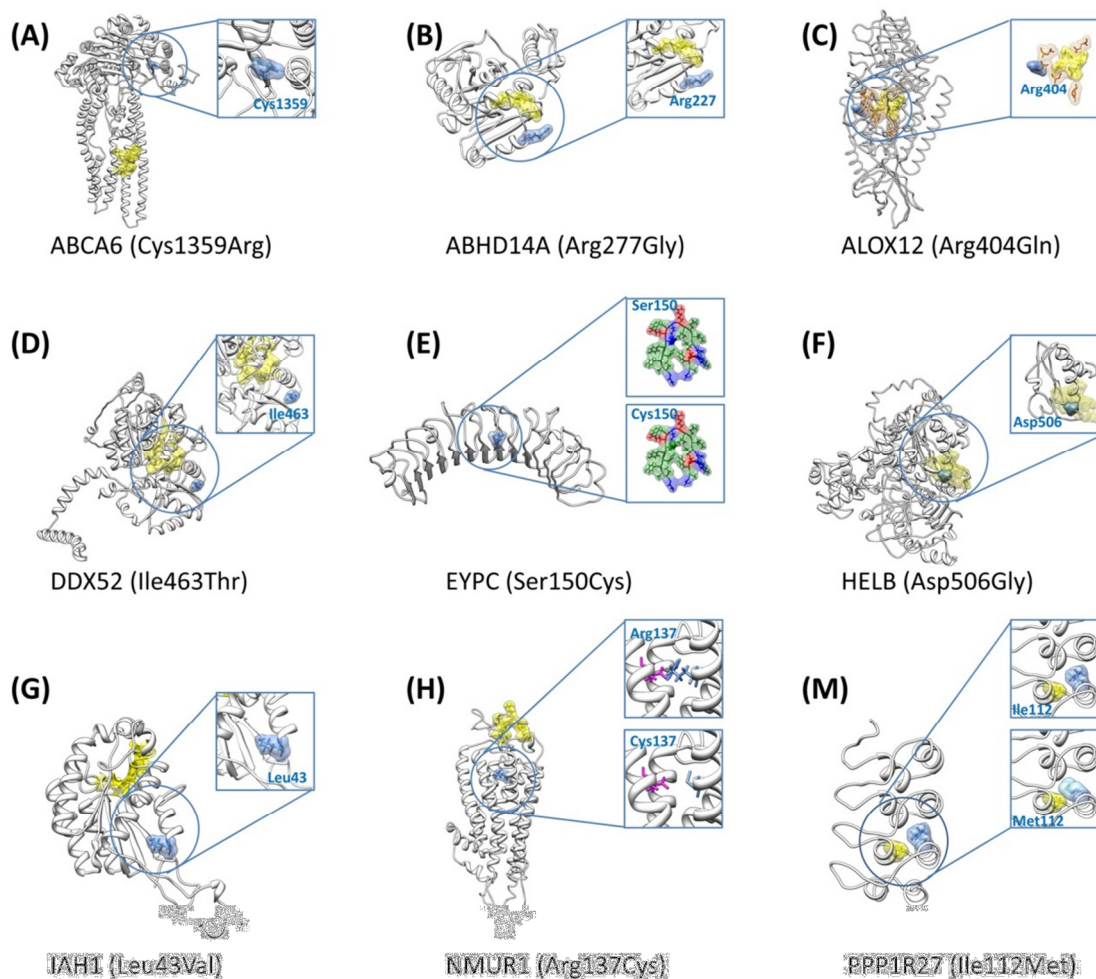 (A)
Cys1359
ABCA6 (Cys1359Arg)
(B)
Arg227
ABHD14A (Arg277Gly)
(C)
Arg404
ALOX12 (Arg404Gln)
(D)
Ile463
DDX52 (Ile463Thr)
(E)
Ser150
Cys150
EYPC (Ser150Cys)
(F)
Asp506
HELB (Asp506Gly)
(G)
Leu43
IAH1 (Leu43Val)
(H)
Arg137
Cys137
NMUR1 (Arg137Cys)
(M)
Ile112
Met112
PPP1R27 (Ile112Met)